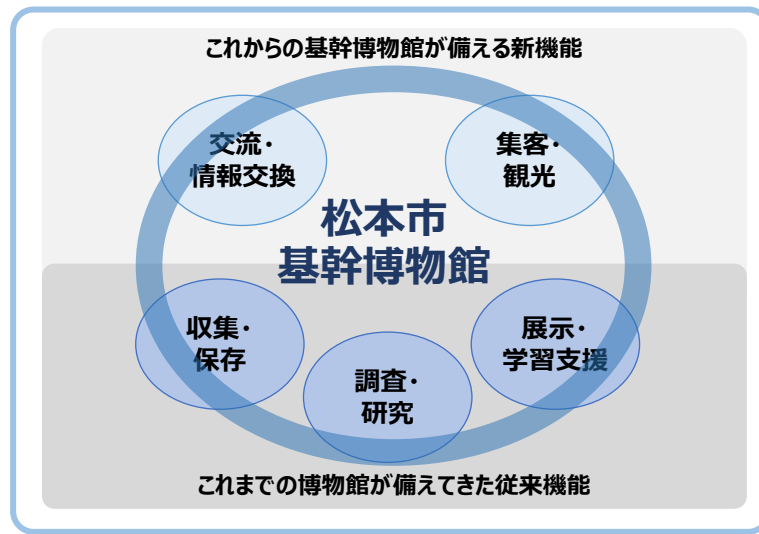 これからの基幹博物館が備える新機能
交流・
情報交換
集客・
観光
松本市
基幹博物館
収集・
保存
展示・
学習支援
調査・
研究
これまでの博物館が備えてきた従来機能